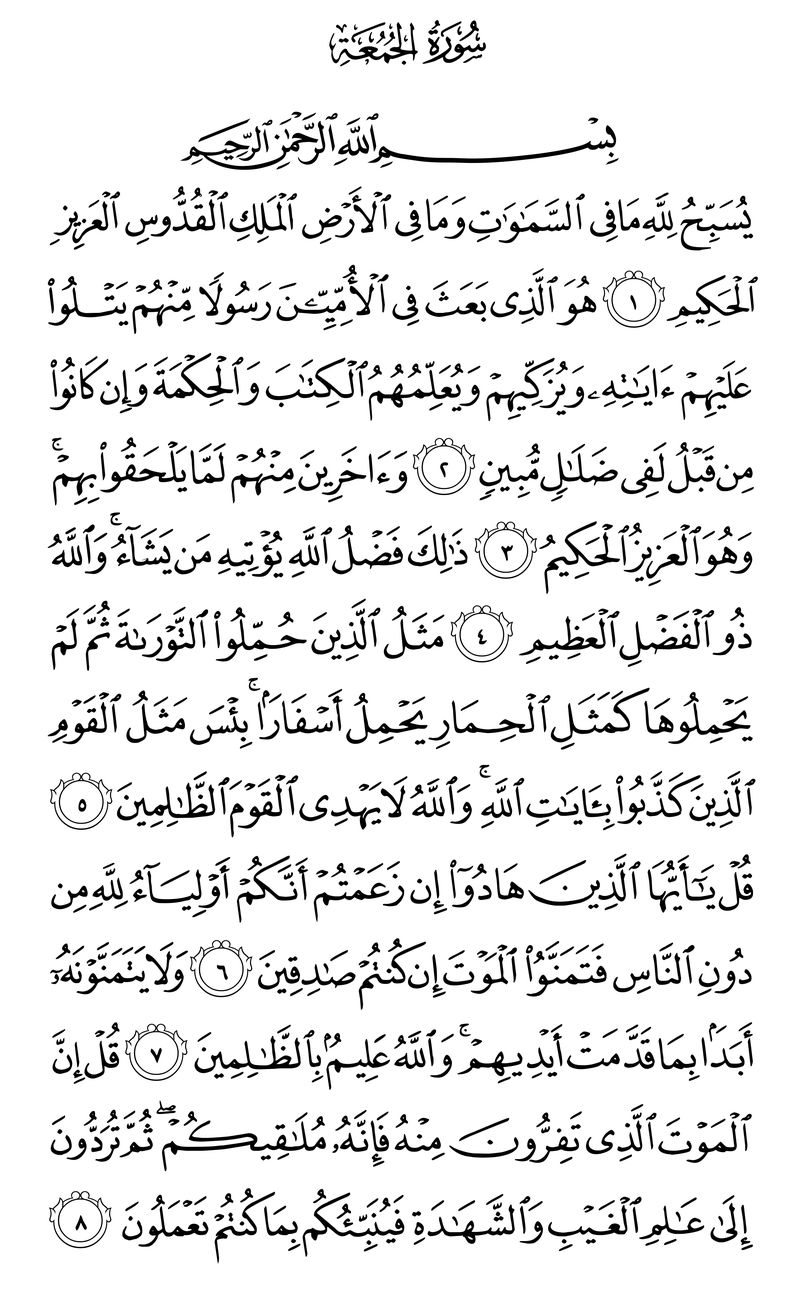 سُورَةُ الجُمُعَةِ
بِسۡمِ ٱللَّهِ ٱلرَّحۡمَٰنِ ٱلرَّحِيمِ
يُسَبِّحُ لِلَّهِ مَا فِي ٱلسَّمَٰوَٰتِ وَمَا فِي ٱلۡأَرۡضِ ٱلۡمَلِكِ ٱلۡقُدُّوسِ ٱلۡعَزِيزِ
ٱلۡحَكِيمِ ١ هُوَ ٱلَّذِي بَعَثَ فِي ٱلۡأُمِّيِّـۧنَ رَسُولٗا مِّنۡهُمۡ يَتۡلُواْ
عَلَيۡهِمۡ ءَايَٰتِهِۦ وَيُزَكِّيهِمۡ وَيُعَلِّمُهُمُ ٱلۡكِتَٰبَ وَٱلۡحِكۡمَةَ وَإِن كَانُواْ
مِن قَبۡلُ لَفِي ضَلَٰلٖ مُّبِينٖ ٢ وَءَاخَرِينَ مِنۡهُمۡ لَمَّا يَلۡحَقُواْ بِهِمۡۚ
وَهُوَ ٱلۡعَزِيزُ ٱلۡحَكِيمُ ٣ ذَٰلِكَ فَضۡلُ ٱللَّهِ يُؤۡتِيهِ مَن يَشَآءُۚ وَٱللَّهُ
ذُو ٱلۡفَضۡلِ ٱلۡعَظِيمِ ٤ مَثَلُ ٱلَّذِينَ حُمِّلُواْ ٱلتَّوۡرَىٰةَ ثُمَّ لَمۡ
يَحۡمِلُوهَا كَمَثَلِ ٱلۡحِمَارِ يَحۡمِلُ أَسۡفَارَۢاۚ بِئۡسَ مَثَلُ ٱلۡقَوۡمِ
ٱلَّذِينَ كَذَّبُواْ بِـَٔايَٰتِ ٱللَّهِۚ وَٱللَّهُ لَا يَهۡدِي ٱلۡقَوۡمَ ٱلظَّٰلِمِينَ ٥
قُلۡ يَٰٓأَيُّهَا ٱلَّذِينَ هَادُوٓاْ إِن زَعَمۡتُمۡ أَنَّكُمۡ أَوۡلِيَآءُ لِلَّهِ مِن
دُونِ ٱلنَّاسِ فَتَمَنَّوُاْ ٱلۡمَوۡتَ إِن كُنتُمۡ صَٰدِقِينَ ٦ وَلَا يَتَمَنَّوۡنَهُۥٓ
أَبَدَۢا بِمَا قَدَّمَتۡ أَيۡدِيهِمۡۚ وَٱللَّهُ عَلِيمُۢ بِٱلظَّٰلِمِينَ ٧ قُلۡ إِنَّ
ٱلۡمَوۡتَ ٱلَّذِي تَفِرُّونَ مِنۡهُ فَإِنَّهُۥ مُلَٰقِيكُمۡۖ ثُمَّ تُرَدُّونَ
إِلَىٰ عَٰلِمِ ٱلۡغَيۡبِ وَٱلشَّهَٰدَةِ فَيُنَبِّئُكُم بِمَا كُنتُمۡ تَعۡمَلُونَ ٨